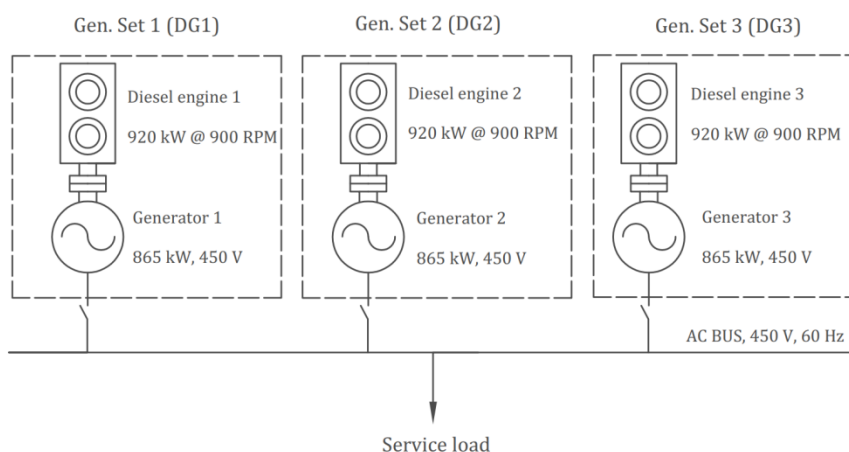 Gen. Set 1 (DG1)
Gen. Set 2 (DG2)
Gen. Set 3 (DG3)
Diesel engine 1
920 kW @ 900 RPM
Generator 1
865 kW, 450 V
Diesel engine 2
920 kW @ 900 RPM
Generator 2
865 kW, 450 V
Diesel engine 3
920 kW @ 900 RPM
Generator 3
865 kW, 450 V
AC BUS, 450 V, 60 Hz
Service load